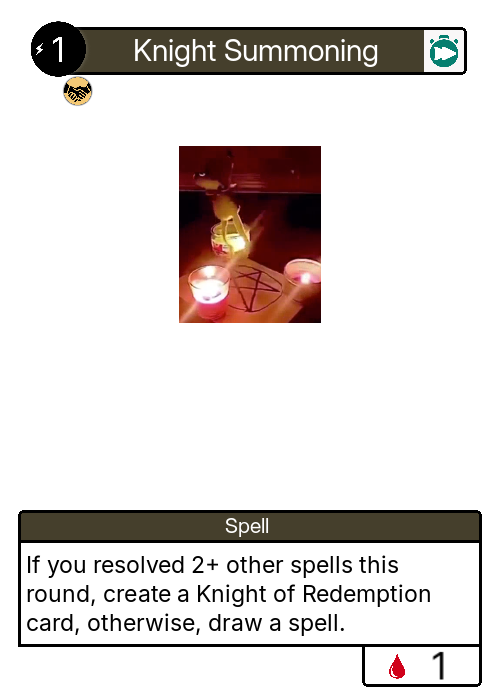 1
Knight Summoning
Spell
If you resolved 2+ other spells this
round, create a Knight of Redemption
card, otherwise, draw a spell.
1